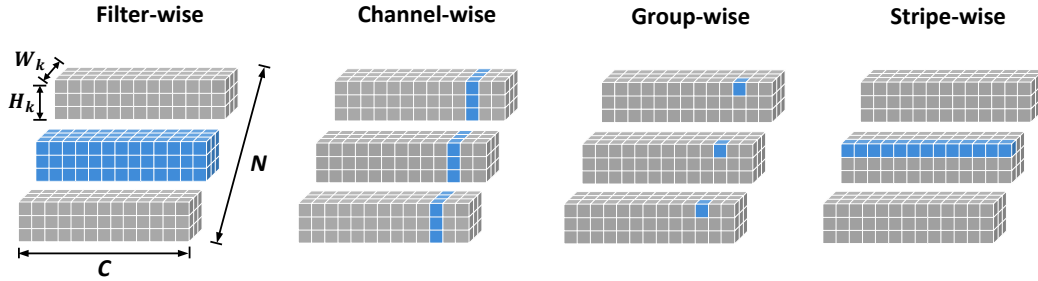 Filter-wise
Channel-wise
Group-wise
Stripe-wise
W_k
H_k
N
C